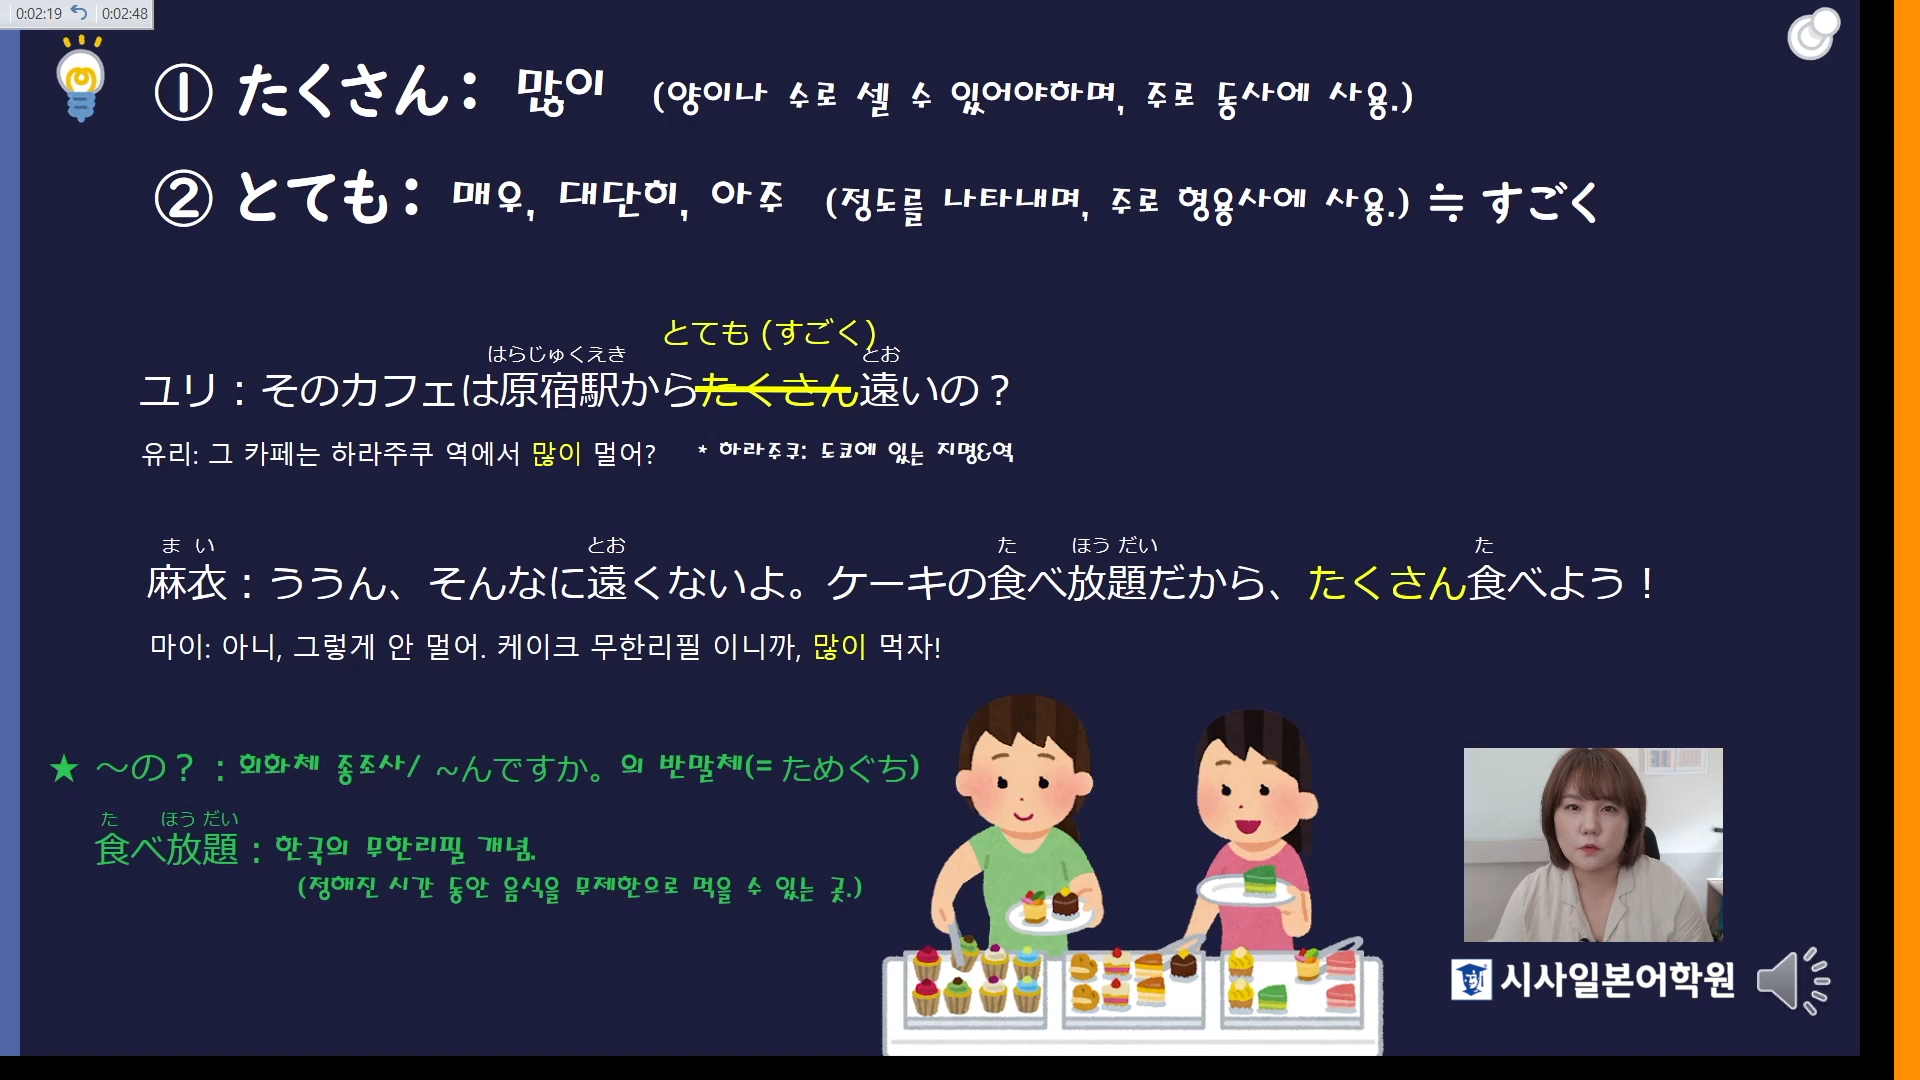 0:02:19 0:02:48
① たくさん: 많이 (양이나 수로 셀 수 있어야하며, 주로 동사에 사용.)
② とても: 매우, 대단히, 아주 (정도를 나타내며, 주로 형용사에 사용.) ≒ すごく
とても (すごく)
はらじゅくえき とお
ユリ：そのカフェは原宿駅からたくさん遠いの？
유리: 그 카페는 하라주쿠 역에서 많이 멀어? * 하라주쿠: 도쿄에 있는 지명&역
まい とお た ほう だい た
麻衣：ううん、そんなに遠くないよ。ケーキの食べ放題だから、たくさん食べよう！
마이: 아니, 그렇게 안 멀어. 케이크 무한리필 이니까, 많이 먹자!
★ ～の？：회화체 종조사/ ~んですか。의 반말체(= ためぐち)
た ほう だい
食べ放題：한국의 무한리필 개념.
(정해진 시간 동안 음식을 무제한으로 먹을 수 있는 곳.)
시사일본어학원